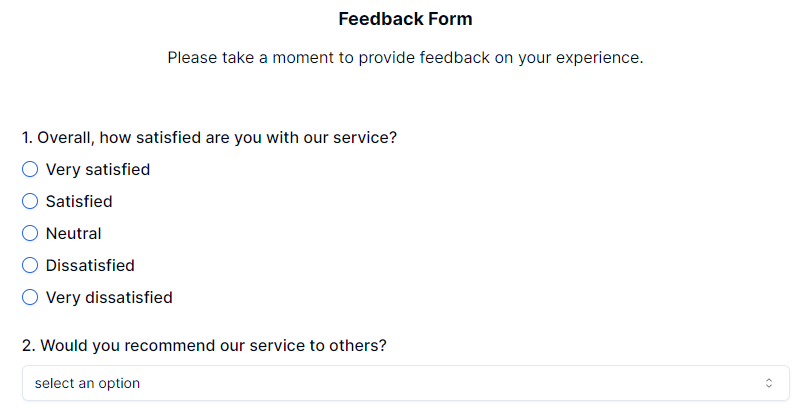 Feedback Form
Please take a moment to provide feedback on your experience.
1. Overall, how satisfied are you with our service?
Very satisfied
Satisfied
Neutral
Dissatisfied
Very dissatisfied
2. Would you recommend our service to others?
select an option